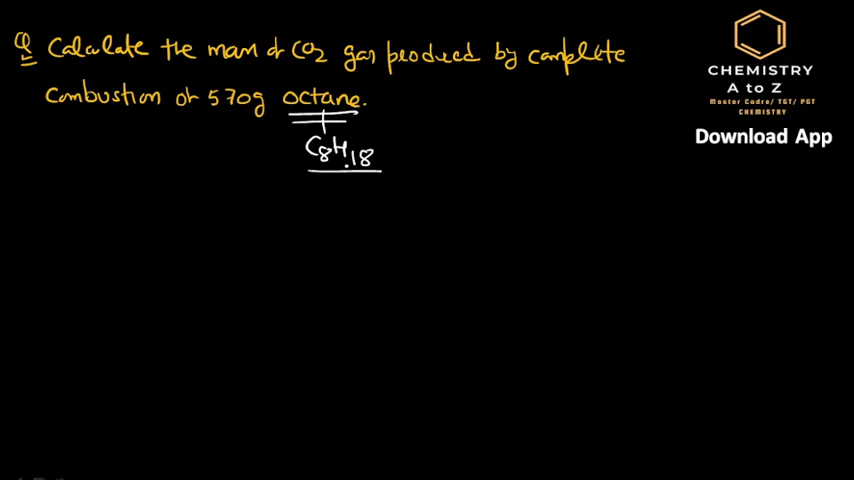 Q Calculate the mass of CO2 gas produced by complete
combustion of 570g octane.
C8H18
CHEMISTRY
A to Z
Master Cadre/ TGT/ PGT
CHEMISTRY
Download App